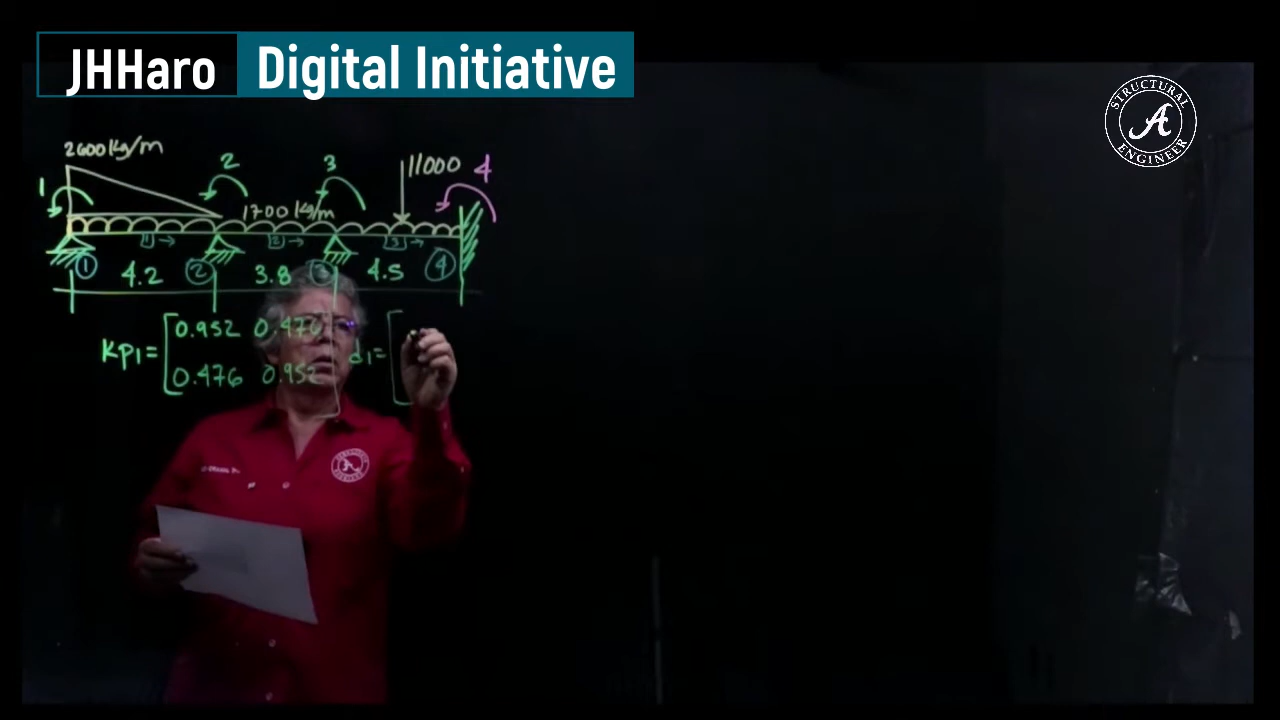 JHHaro Digital Initiative
STRUCTURAL
A
ENGINEER
2600 Kg/m
1 2 3 11000 4
1700 Kg/m
1 → 2 → 3 →
1 4.2 2 3.8 3 4.5 4
KP1= [0.952 0.476
0.476 0.952] d1= [